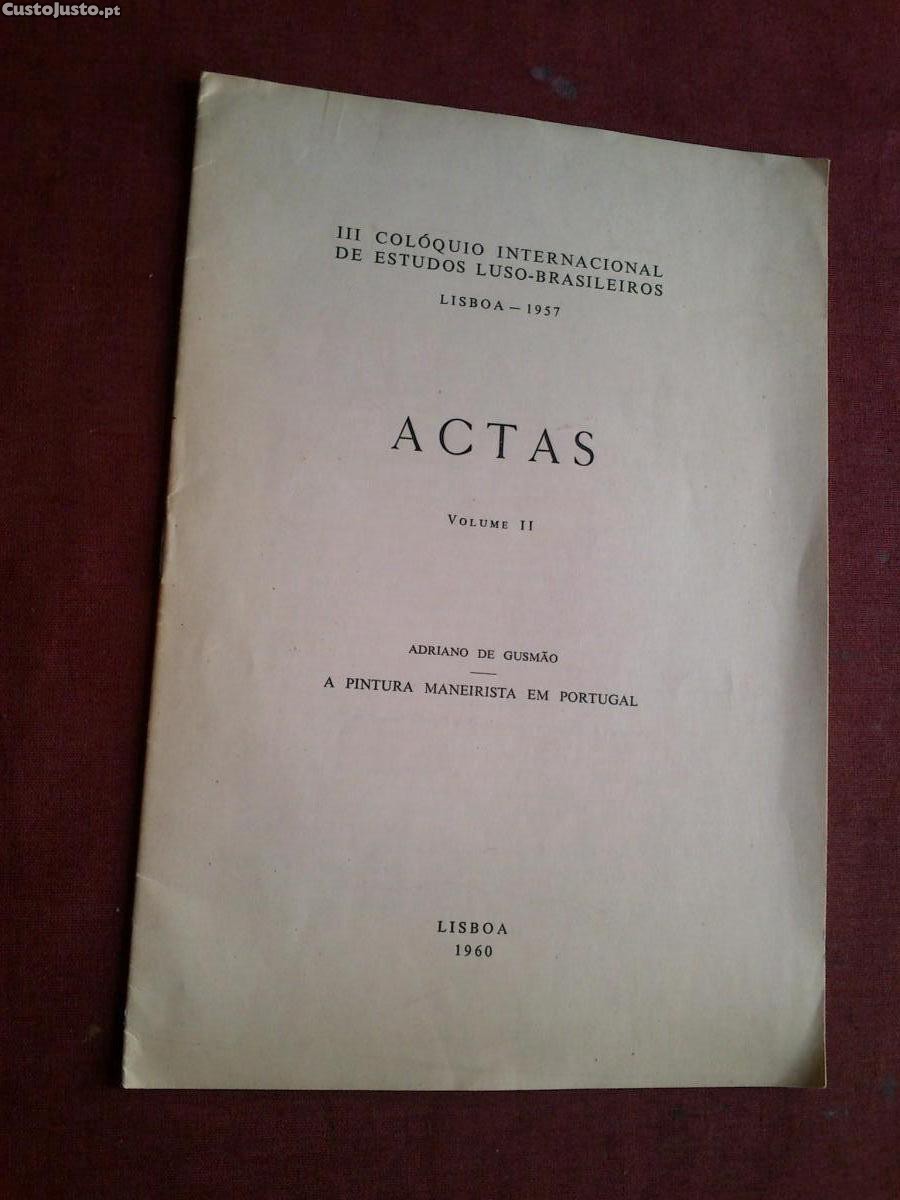 CustoJusto.pt
III COLÓQUIO INTERNACIONAL
DE ESTUDOS LUSO-BRASILEIROS
LISBOA — 1957
ACTAS
VOLUME II
ADRIANO DE GUSMÃO
A PINTURA MANEIRISTA EM PORTUGAL
LISBOA
1960